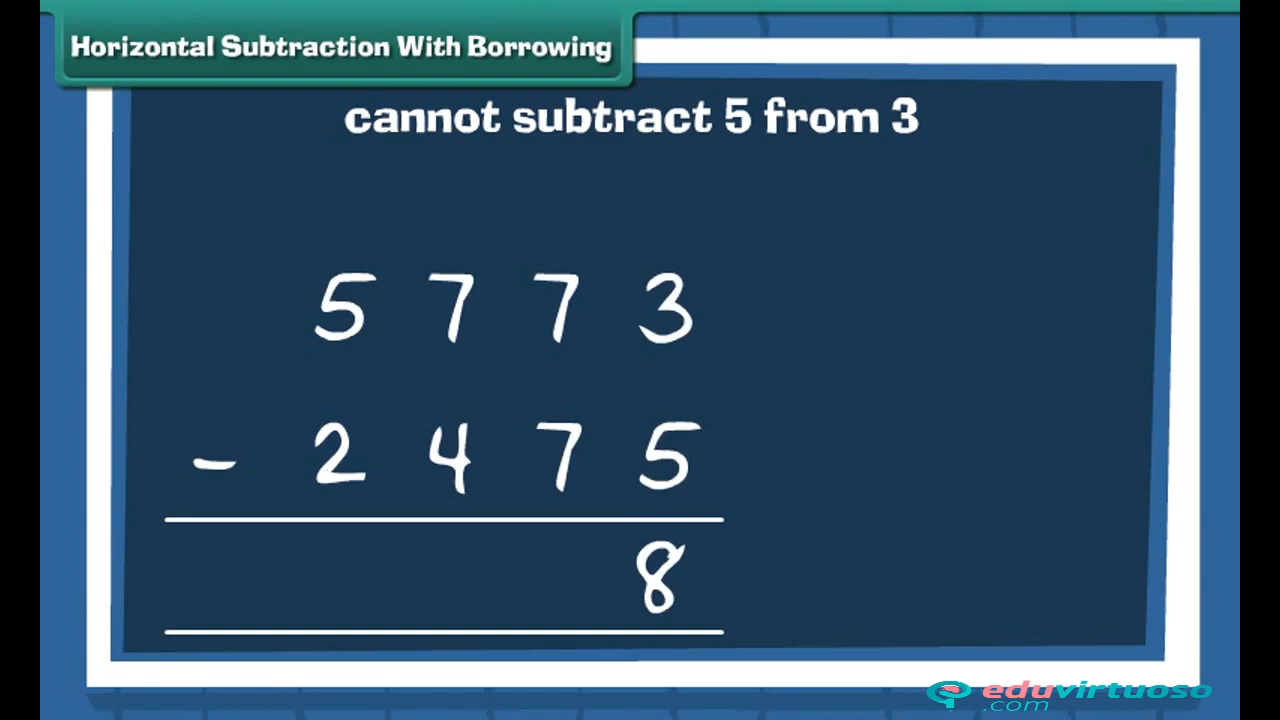 Horizontal Subtraction With Borrowing
cannot subtract 5 from 3
5 7 7 3
- 2 4 7 5
8
eduvirtuoso
.com